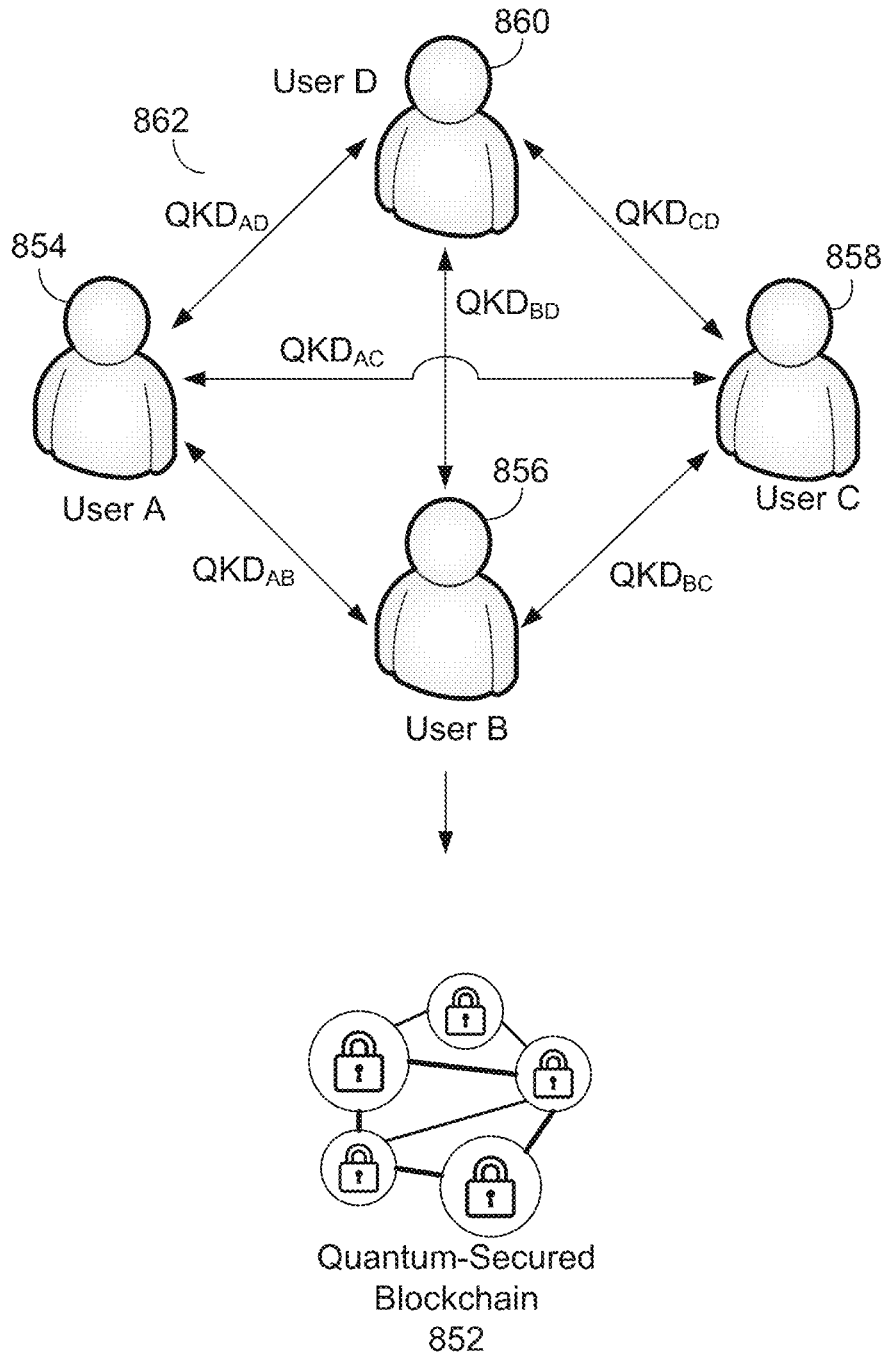 860
User D
862
QKD_AD
QKD_CD
854
858
QKD_BD
QKD_AC
856
User A
User C
QKD_AB
QKD_BC
User B
Quantum-Secured
Blockchain
852